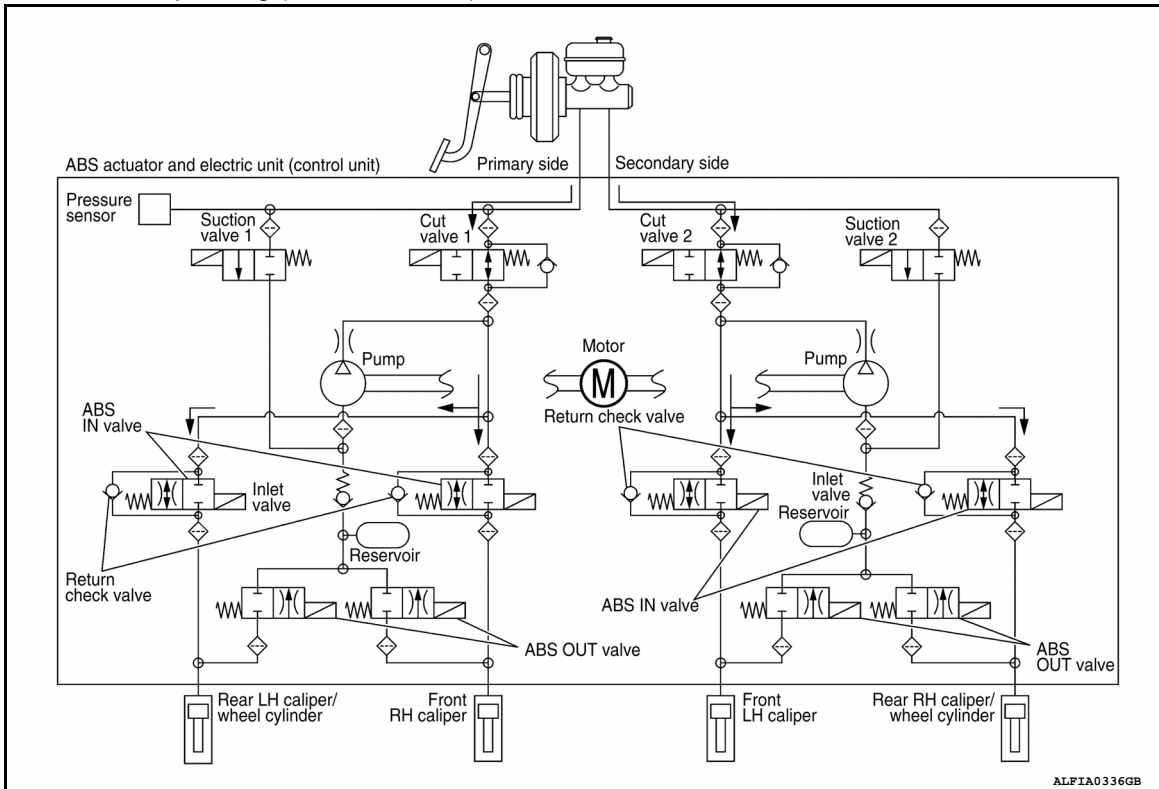 ABS actuator and electric unit (control unit)
Primary side
Secondary side
Pressure
sensor
Suction
valve 1
Cut
valve 1
Cut
valve 2
Suction
valve 2
Pump
Motor
M
Pump
Return check valve
ABS
IN valve
Inlet
valve
Inlet
valve
Reservoir
Reservoir
Return
check valve
ABS IN valve
ABS OUT valve
ABS
OUT valve
Rear LH caliper/
wheel cylinder
Front
RH caliper
Front
LH caliper
Rear RH caliper/
wheel cylinder
ALFIA0336GB